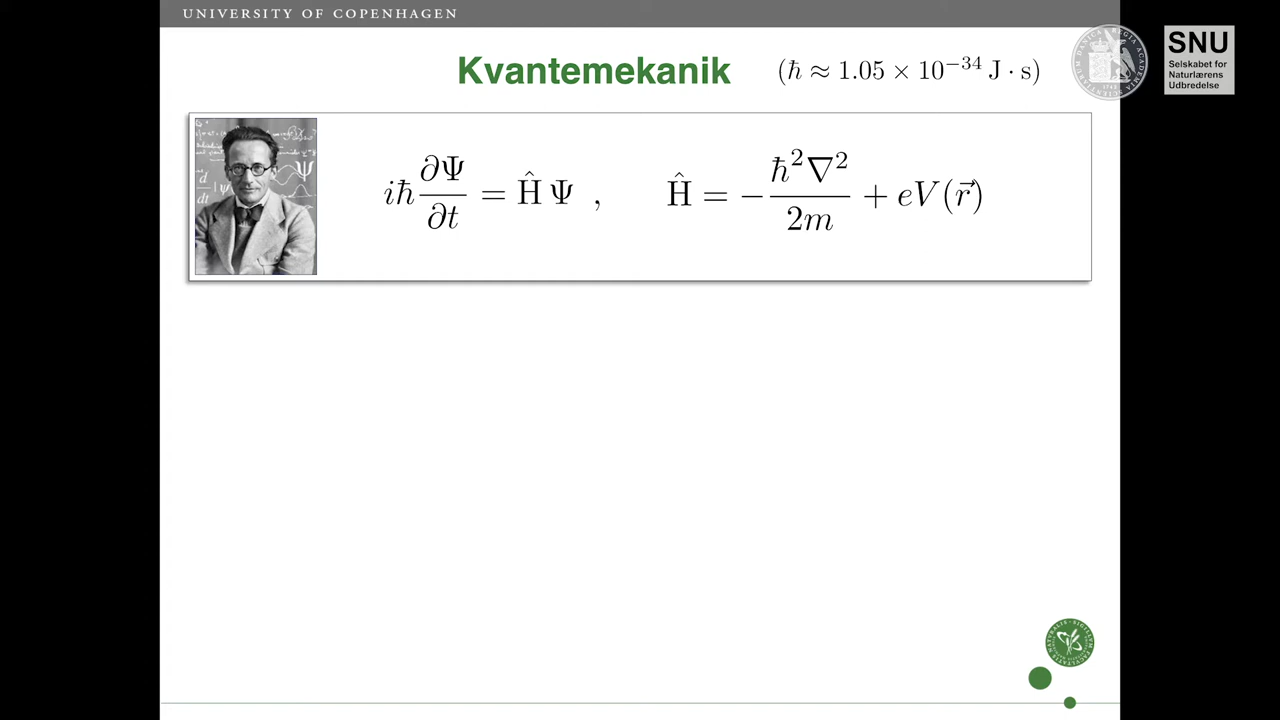 UNIVERSITY OF COPENHAGEN
Kvantemekanik (ℏ ≈ 1.05 × 10⁻³⁴ J · s)
SNU
Selskabet for
Naturlærens
Udbredelse
iℏ ∂Ψ/∂t = Ĥ Ψ , Ĥ = −ℏ²∇²/2m + eV(r⃗)